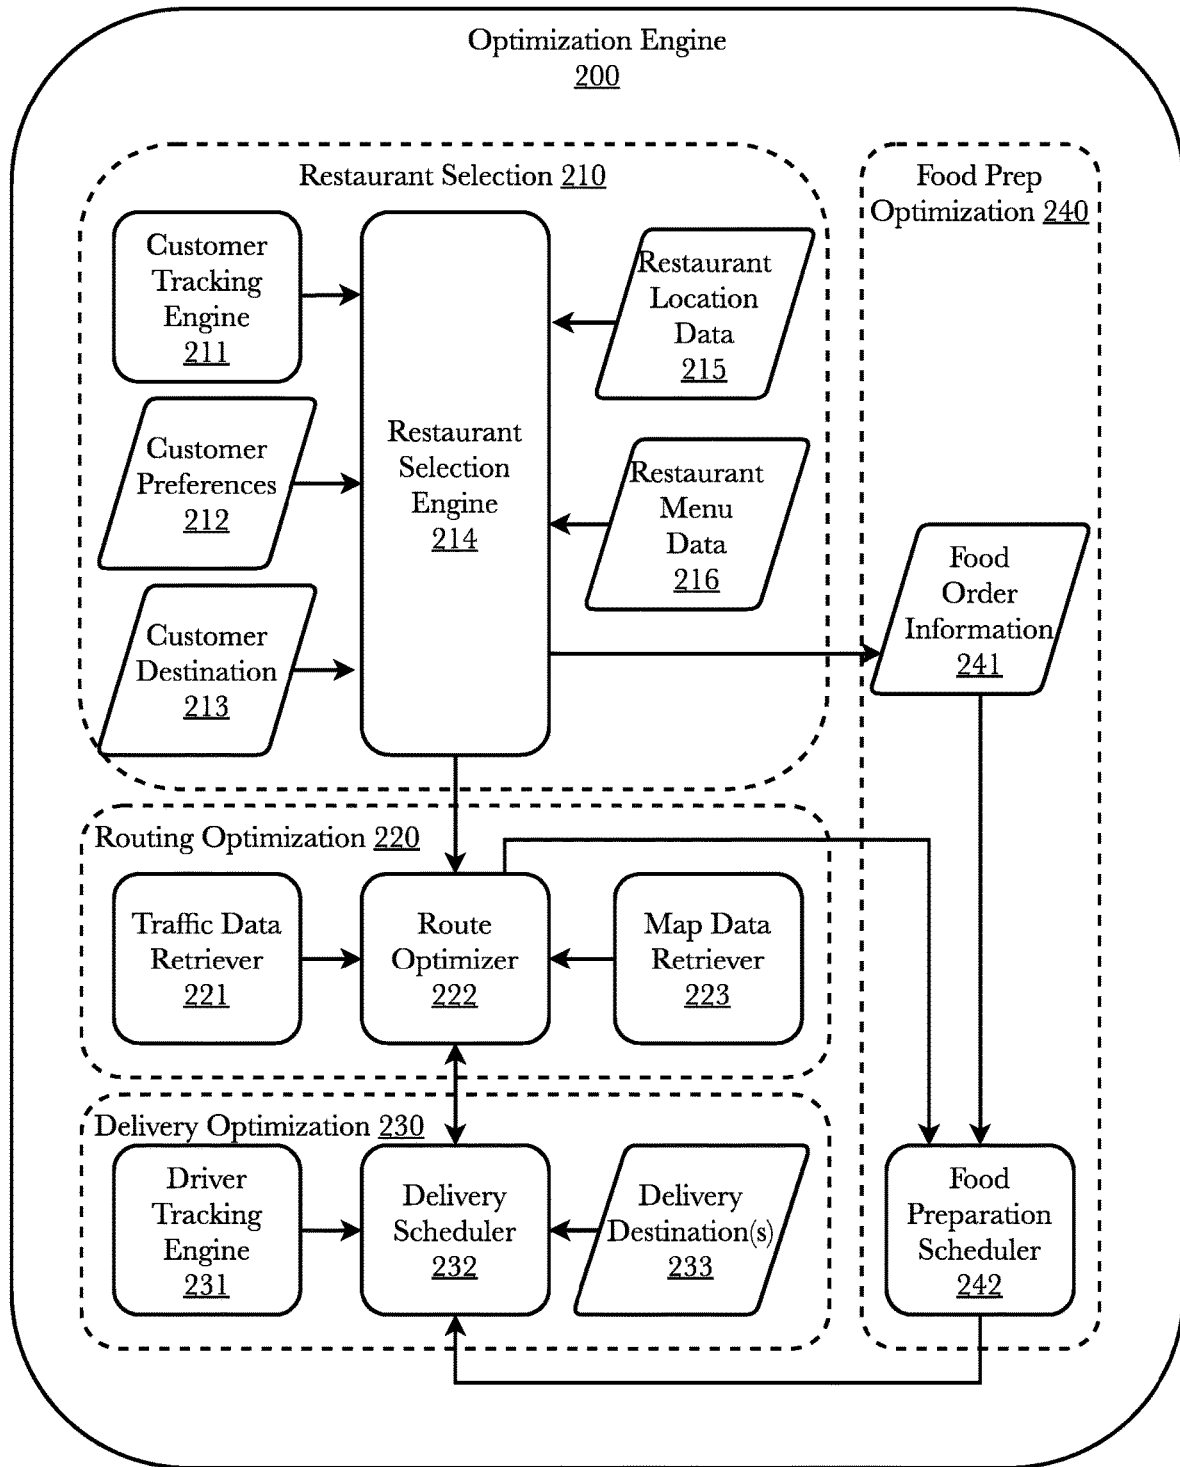 Optimization Engine
200
Restaurant Selection 210
Customer
Tracking
Engine
211
Customer
Preferences
212
Customer
Destination
213
Restaurant
Selection
Engine
214
Restaurant
Location
Data
215
Restaurant
Menu
Data
216
Food Prep
Optimization 240
Food
Order
Information
241
Routing Optimization 220
Traffic Data
Retriever
221
Route
Optimizer
222
Map Data
Retriever
223
Delivery Optimization 230
Driver
Tracking
Engine
231
Delivery
Scheduler
232
Delivery
Destination(s)
233
Food
Preparation
Scheduler
242